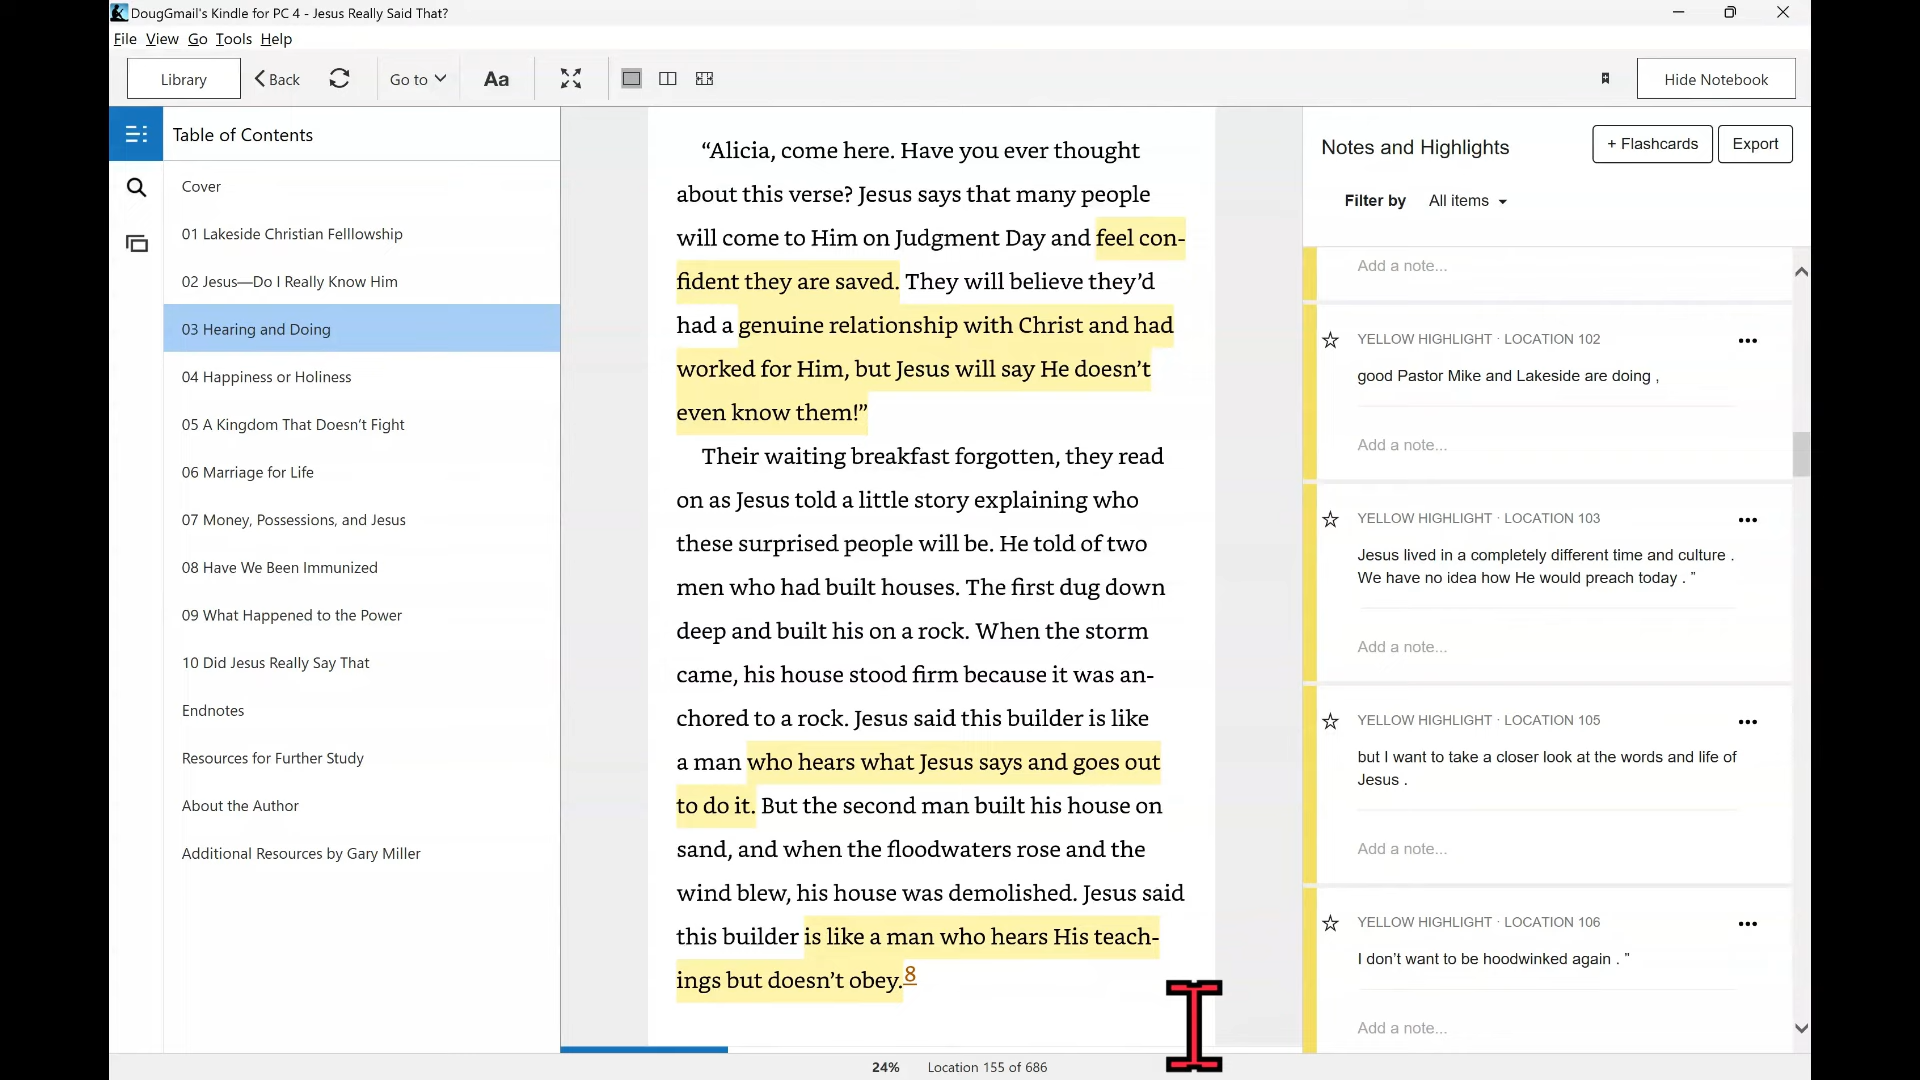 DougGmail's Kindle for PC 4 - Jesus Really Said That?
File View Go Tools Help
Library
Back
Go to
Aa
Hide Notebook
Table of Contents
Cover
01 Lakeside Christian Felllowship
02 Jesus—Do I Really Know Him
03 Hearing and Doing
04 Happiness or Holiness
05 A Kingdom That Doesn't Fight
06 Marriage for Life
07 Money, Possessions, and Jesus
08 Have We Been Immunized
09 What Happened to the Power
10 Did Jesus Really Say That
Endnotes
Resources for Further Study
About the Author
Additional Resources by Gary Miller
“Alicia, come here. Have you ever thought
about this verse? Jesus says that many people
will come to Him on Judgment Day and feel con-
fident they are saved. They will believe they’d
had a genuine relationship with Christ and had
worked for Him, but Jesus will say He doesn’t
even know them!”
Their waiting breakfast forgotten, they read
on as Jesus told a little story explaining who
these surprised people will be. He told of two
men who had built houses. The first dug down
deep and built his on a rock. When the storm
came, his house stood firm because it was an-
chored to a rock. Jesus said this builder is like
a man who hears what Jesus says and goes out
to do it. But the second man built his house on
sand, and when the floodwaters rose and the
wind blew, his house was demolished. Jesus said
this builder is like a man who hears His teach-
ings but doesn’t obey.8
Notes and Highlights
+ Flashcards
Export
Filter by All items
Add a note...
YELLOW HIGHLIGHT · LOCATION 102
good Pastor Mike and Lakeside are doing ,
Add a note...
YELLOW HIGHLIGHT · LOCATION 103
Jesus lived in a completely different time and culture .
We have no idea how He would preach today . ”
Add a note...
YELLOW HIGHLIGHT · LOCATION 105
but I want to take a closer look at the words and life of
Jesus .
Add a note...
YELLOW HIGHLIGHT · LOCATION 106
I don’t want to be hoodwinked again . ”
Add a note...
24% Location 155 of 686